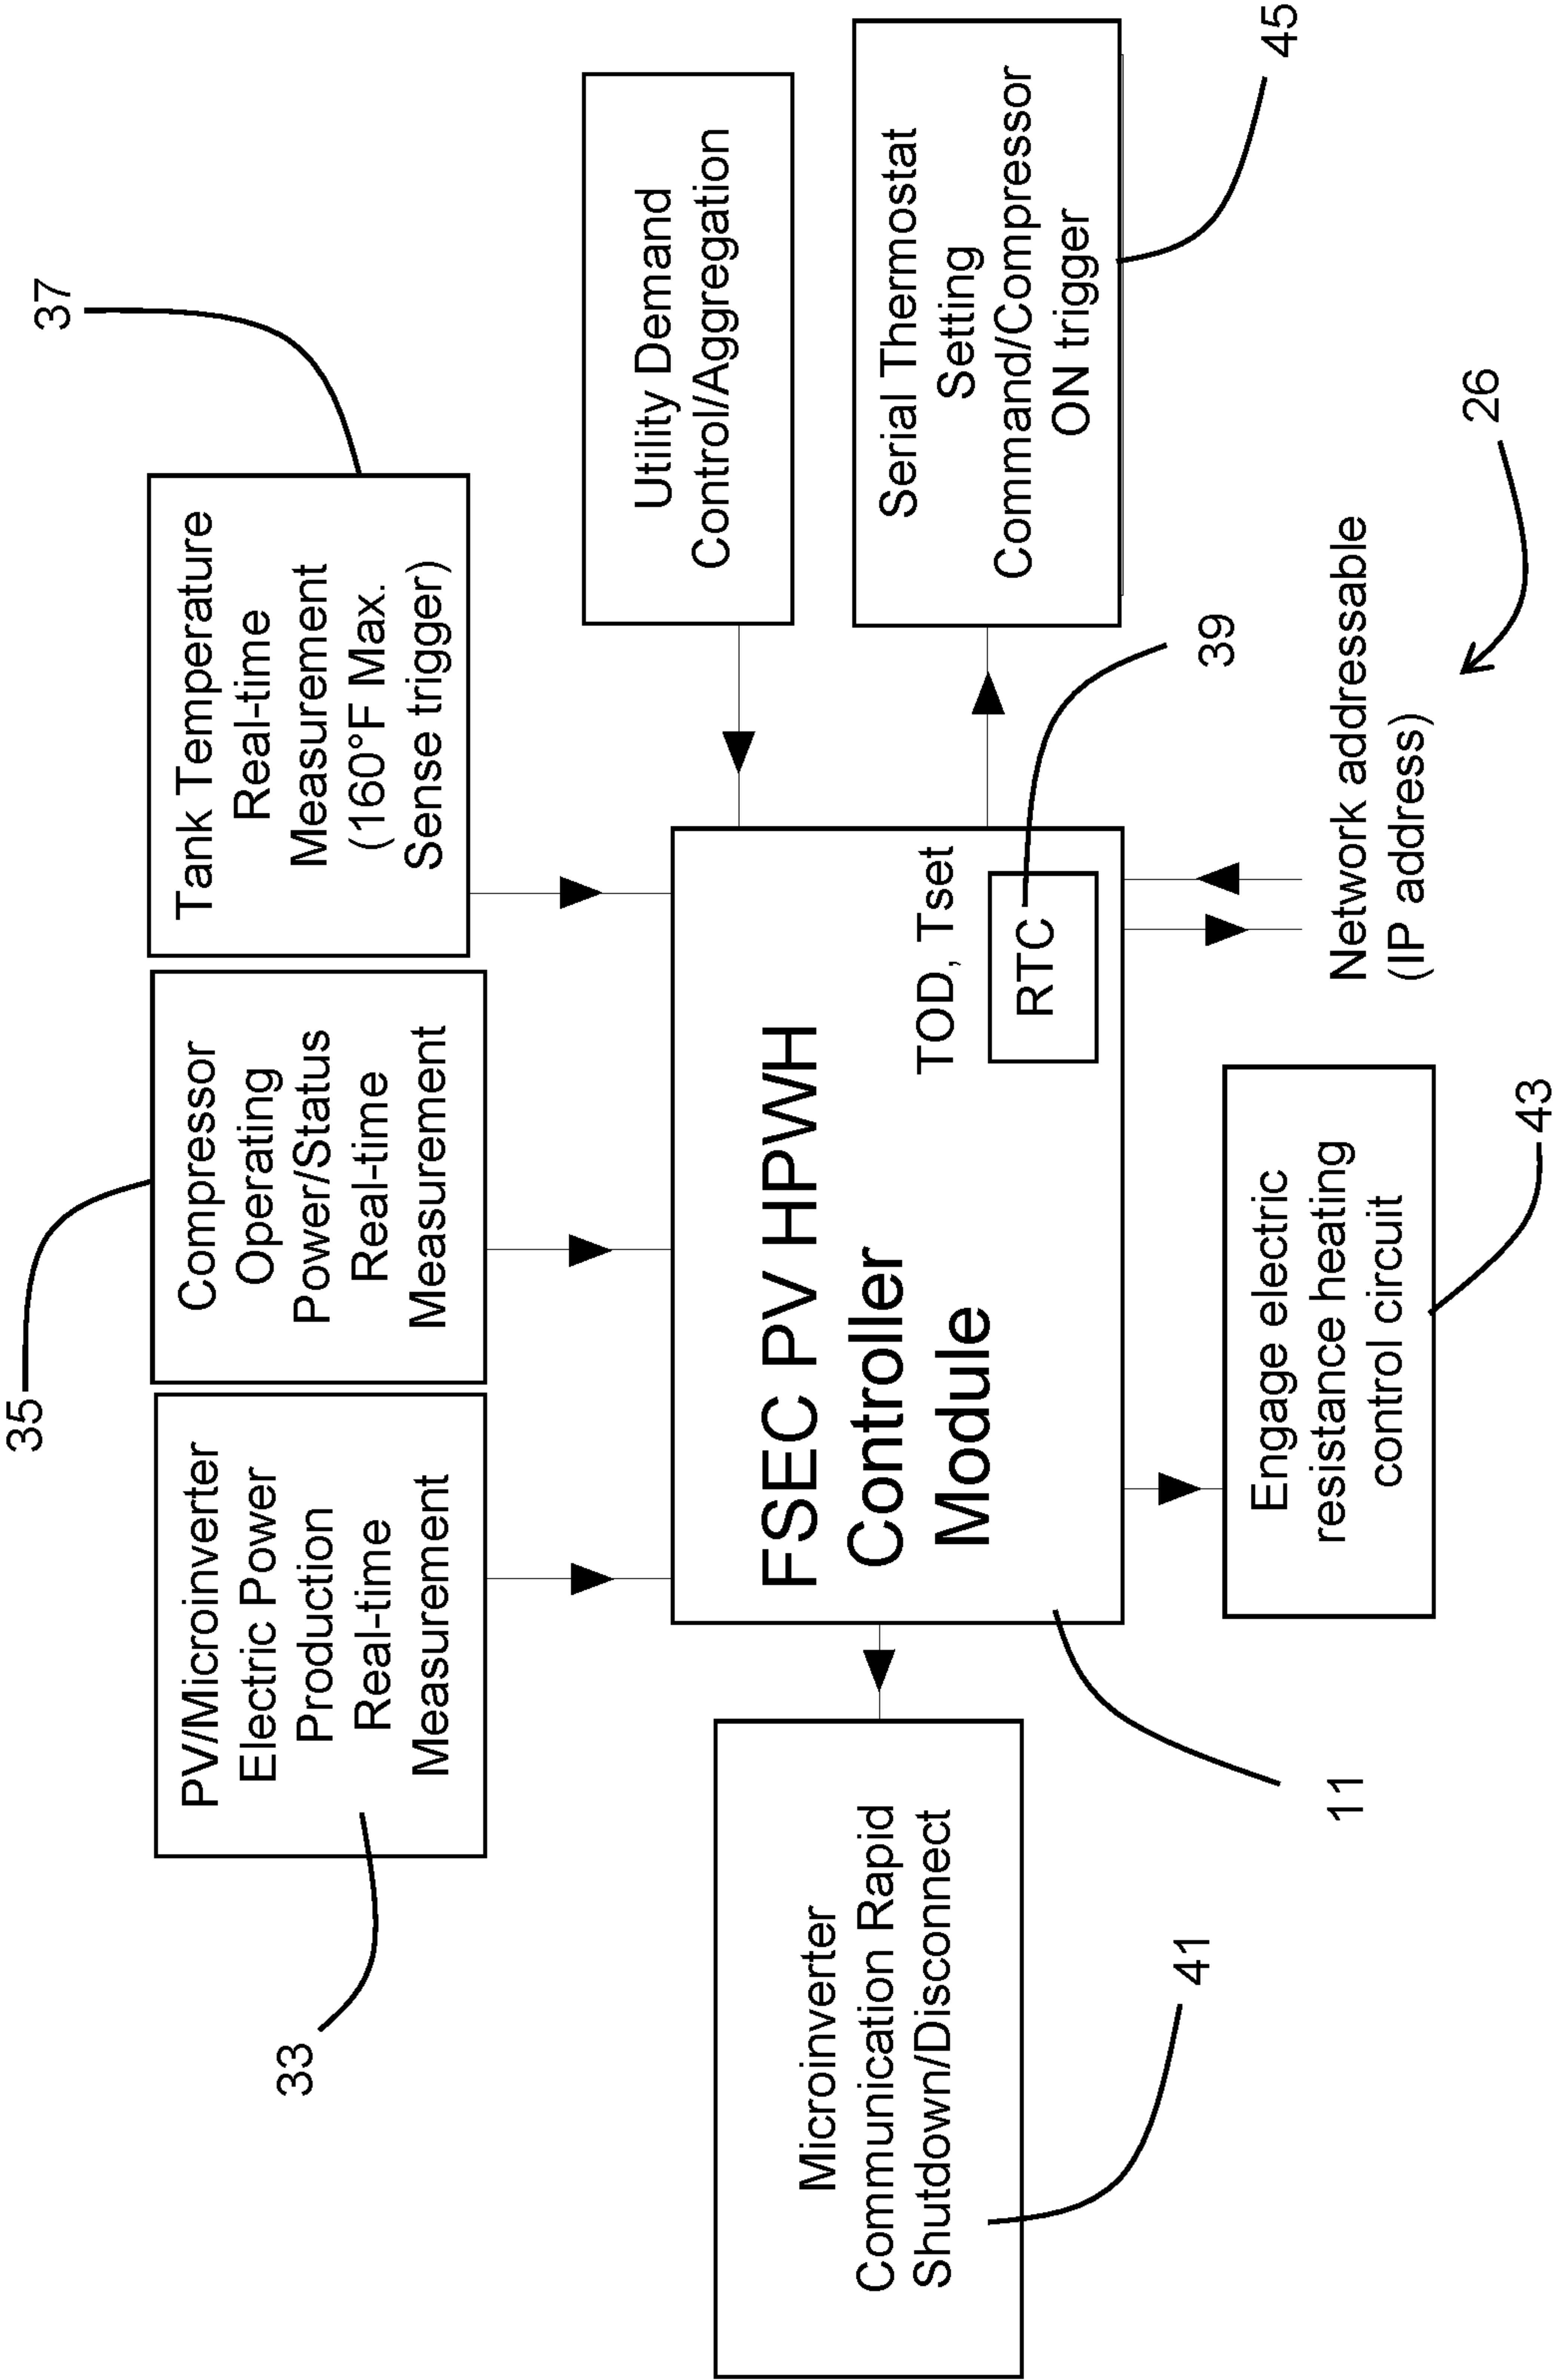 35
37
33
PV/Microinverter
Electric Power
Production
Real-time
Measurement
Compressor
Operating
Power/Status
Real-time
Measurement
Tank Temperature
Real-time
Measurement
(160°F Max.
Sense trigger)
Utility Demand
Control/Aggregation
Microinverter
Communication Rapid
Shutdown/Disconnect
41
FSEC PV HPWH
Controller
Module
TOD, Tset
RTC
11
39
Serial Thermostat
Setting
Command/Compressor
ON trigger
45
Engage electric
resistance heating
control circuit
43
Network addressable
(IP address)
26